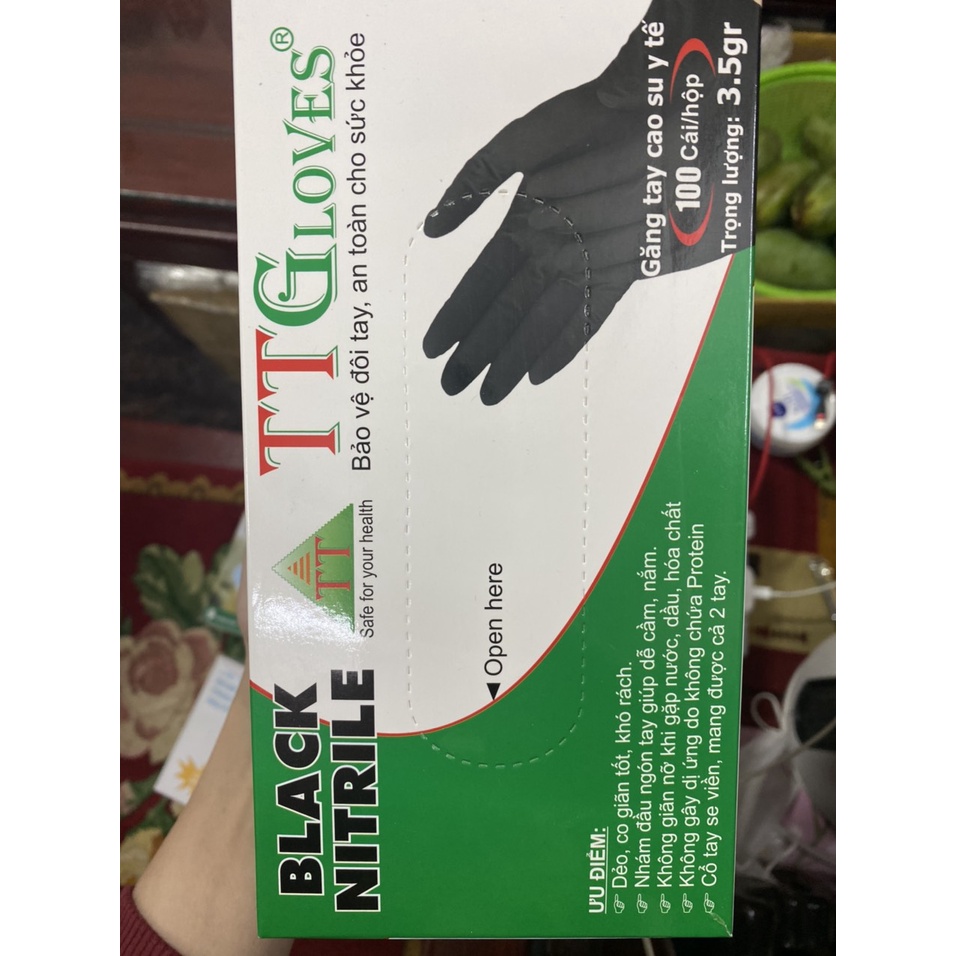 BLACK
NITRILE
TT
Safe for your health
TTGLOVES®
Bảo vệ đôi tay, an toàn cho sức khỏe
Open here
Găng tay cao su y tế
100 Cái/hộp
Trọng lượng: 3.5gr
ƯU ĐIỂM:
Dẻo, co giãn tốt, khó rách.
Nhám đầu ngón tay giúp dễ cầm, nắm.
Không giãn nỡ khi gặp nước, dầu, hóa chất
Không gây dị ứng do không chứa Protein
Cổ tay se viền, mang được cả 2 tay.